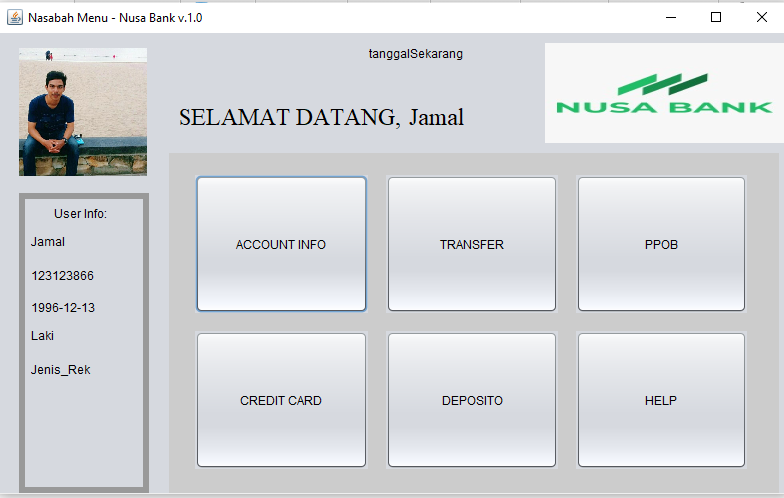 Nasabah Menu - Nusa Bank v.1.0
tanggalSekarang
NUSA BANK
SELAMAT DATANG, Jamal
User Info:
Jamal
123123866
1996-12-13
Laki
Jenis_Rek
ACCOUNT INFO
TRANSFER
PPOB
CREDIT CARD
DEPOSITO
HELP